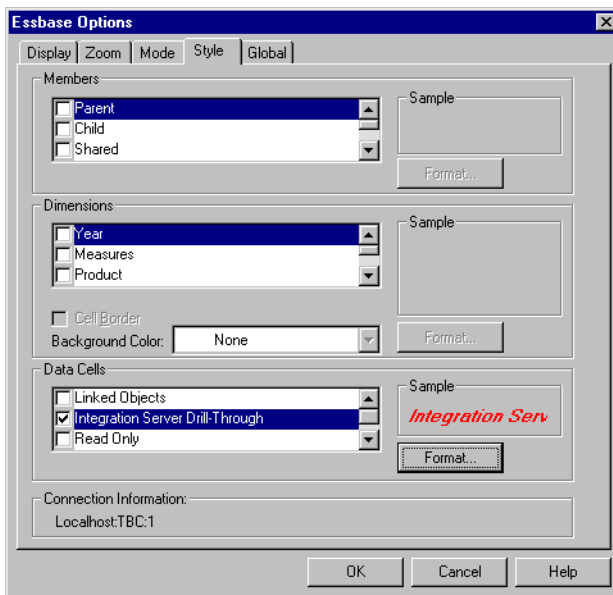 Essbase Options
Display Zoom Mode Style Global
Members
Parent
Child
Shared
Sample
Format...
Dimensions
Year
Measures
Product
Sample
Cell Border
Background Color: None
Format...
Data Cells
Linked Objects
Integration Server Drill-Through
Read Only
Sample
Integration Serv
Format...
Connection Information:
Localhost:TBC:1
OK Cancel Help